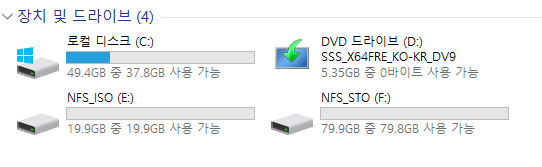 장치 및 드라이브 (4)
로컬 디스크 (C:)
49.4GB 중 37.8GB 사용 가능
DVD 드라이브 (D:)
SSS_X64FRE_KO-KR_DV9
5.35GB 중 0바이트 사용 가능
NFS_ISO (E:)
19.9GB 중 19.9GB 사용 가능
NFS_STO (F:)
79.9GB 중 79.8GB 사용 가능